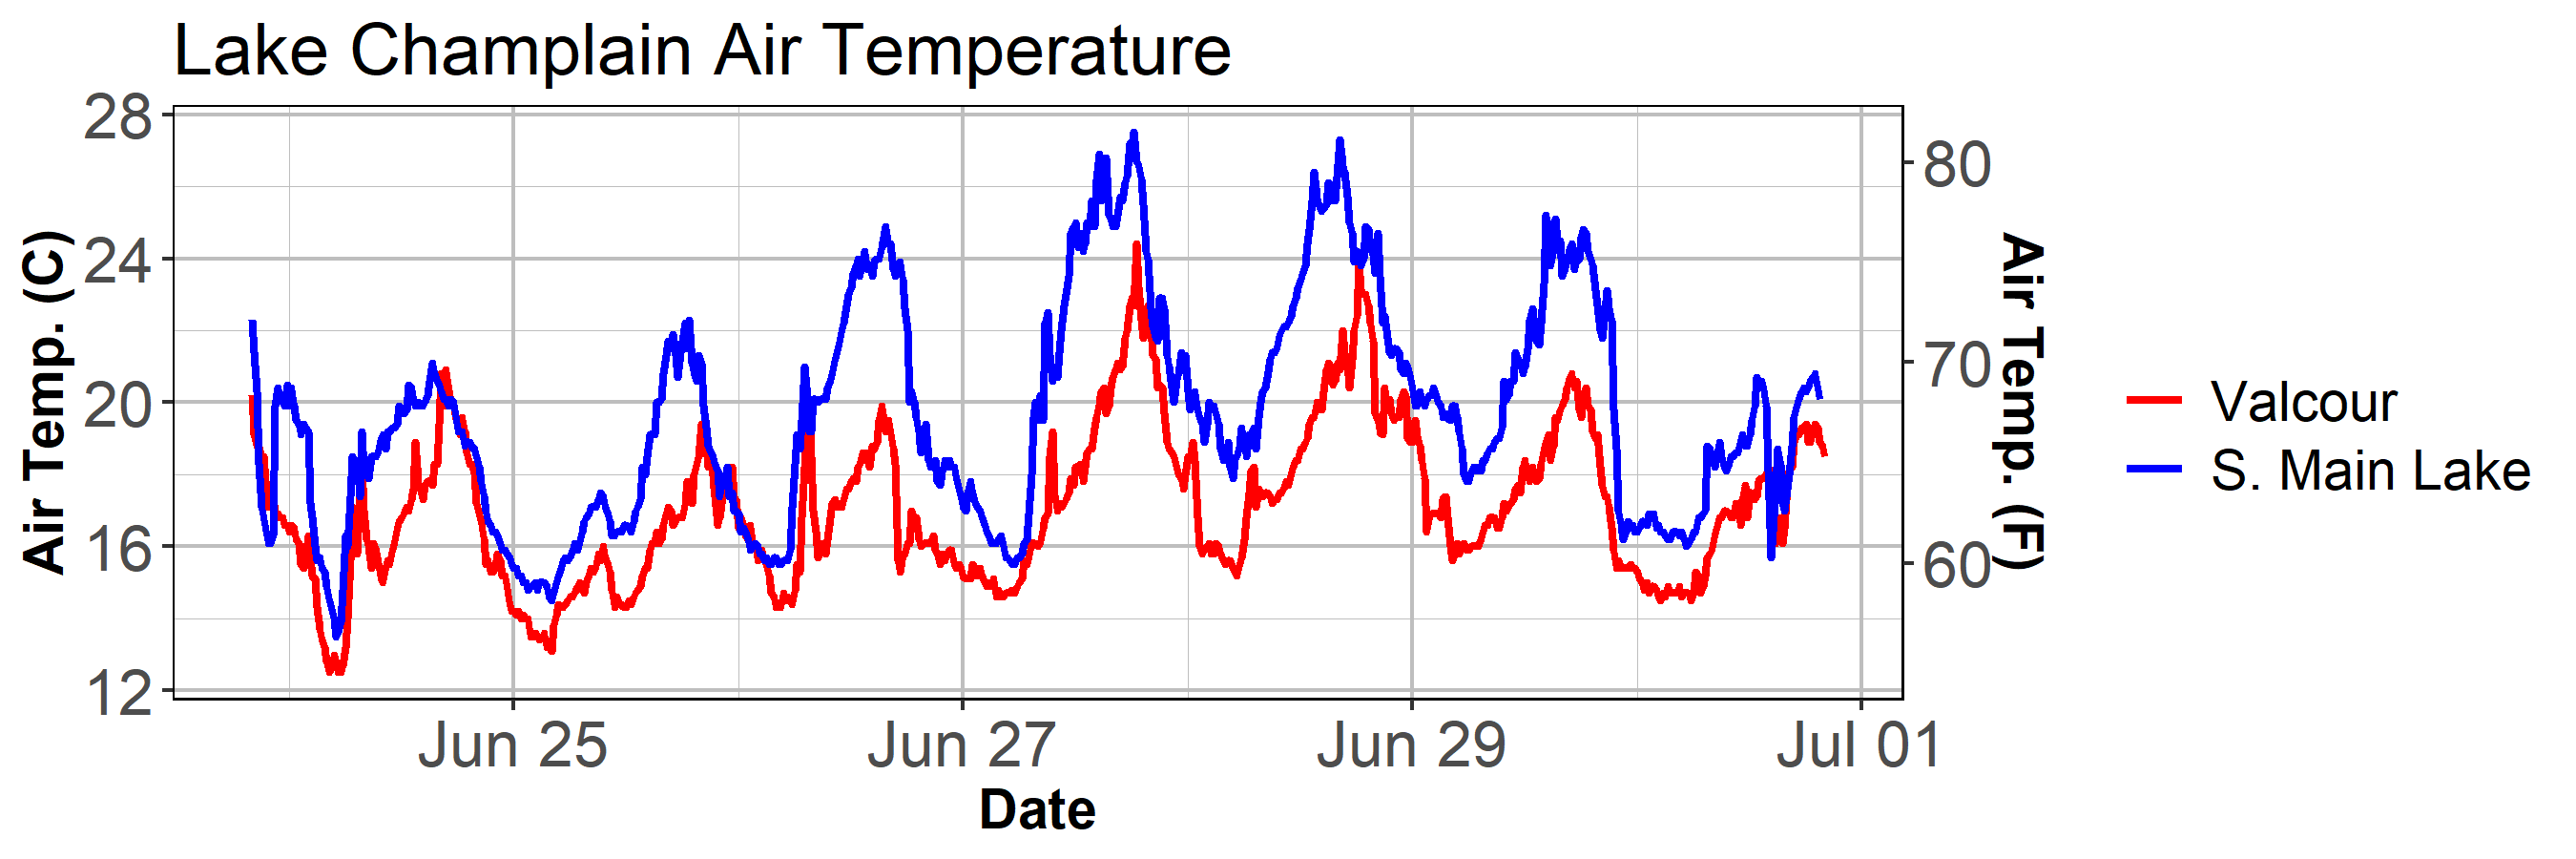 Lake Champlain Air Temperature
28
24
20
16
12
Air Temp. (C)
80
70
60
Air Temp. (F)
Jun 25
Jun 27
Jun 29
Jul 01
Date
Valcour
S. Main Lake